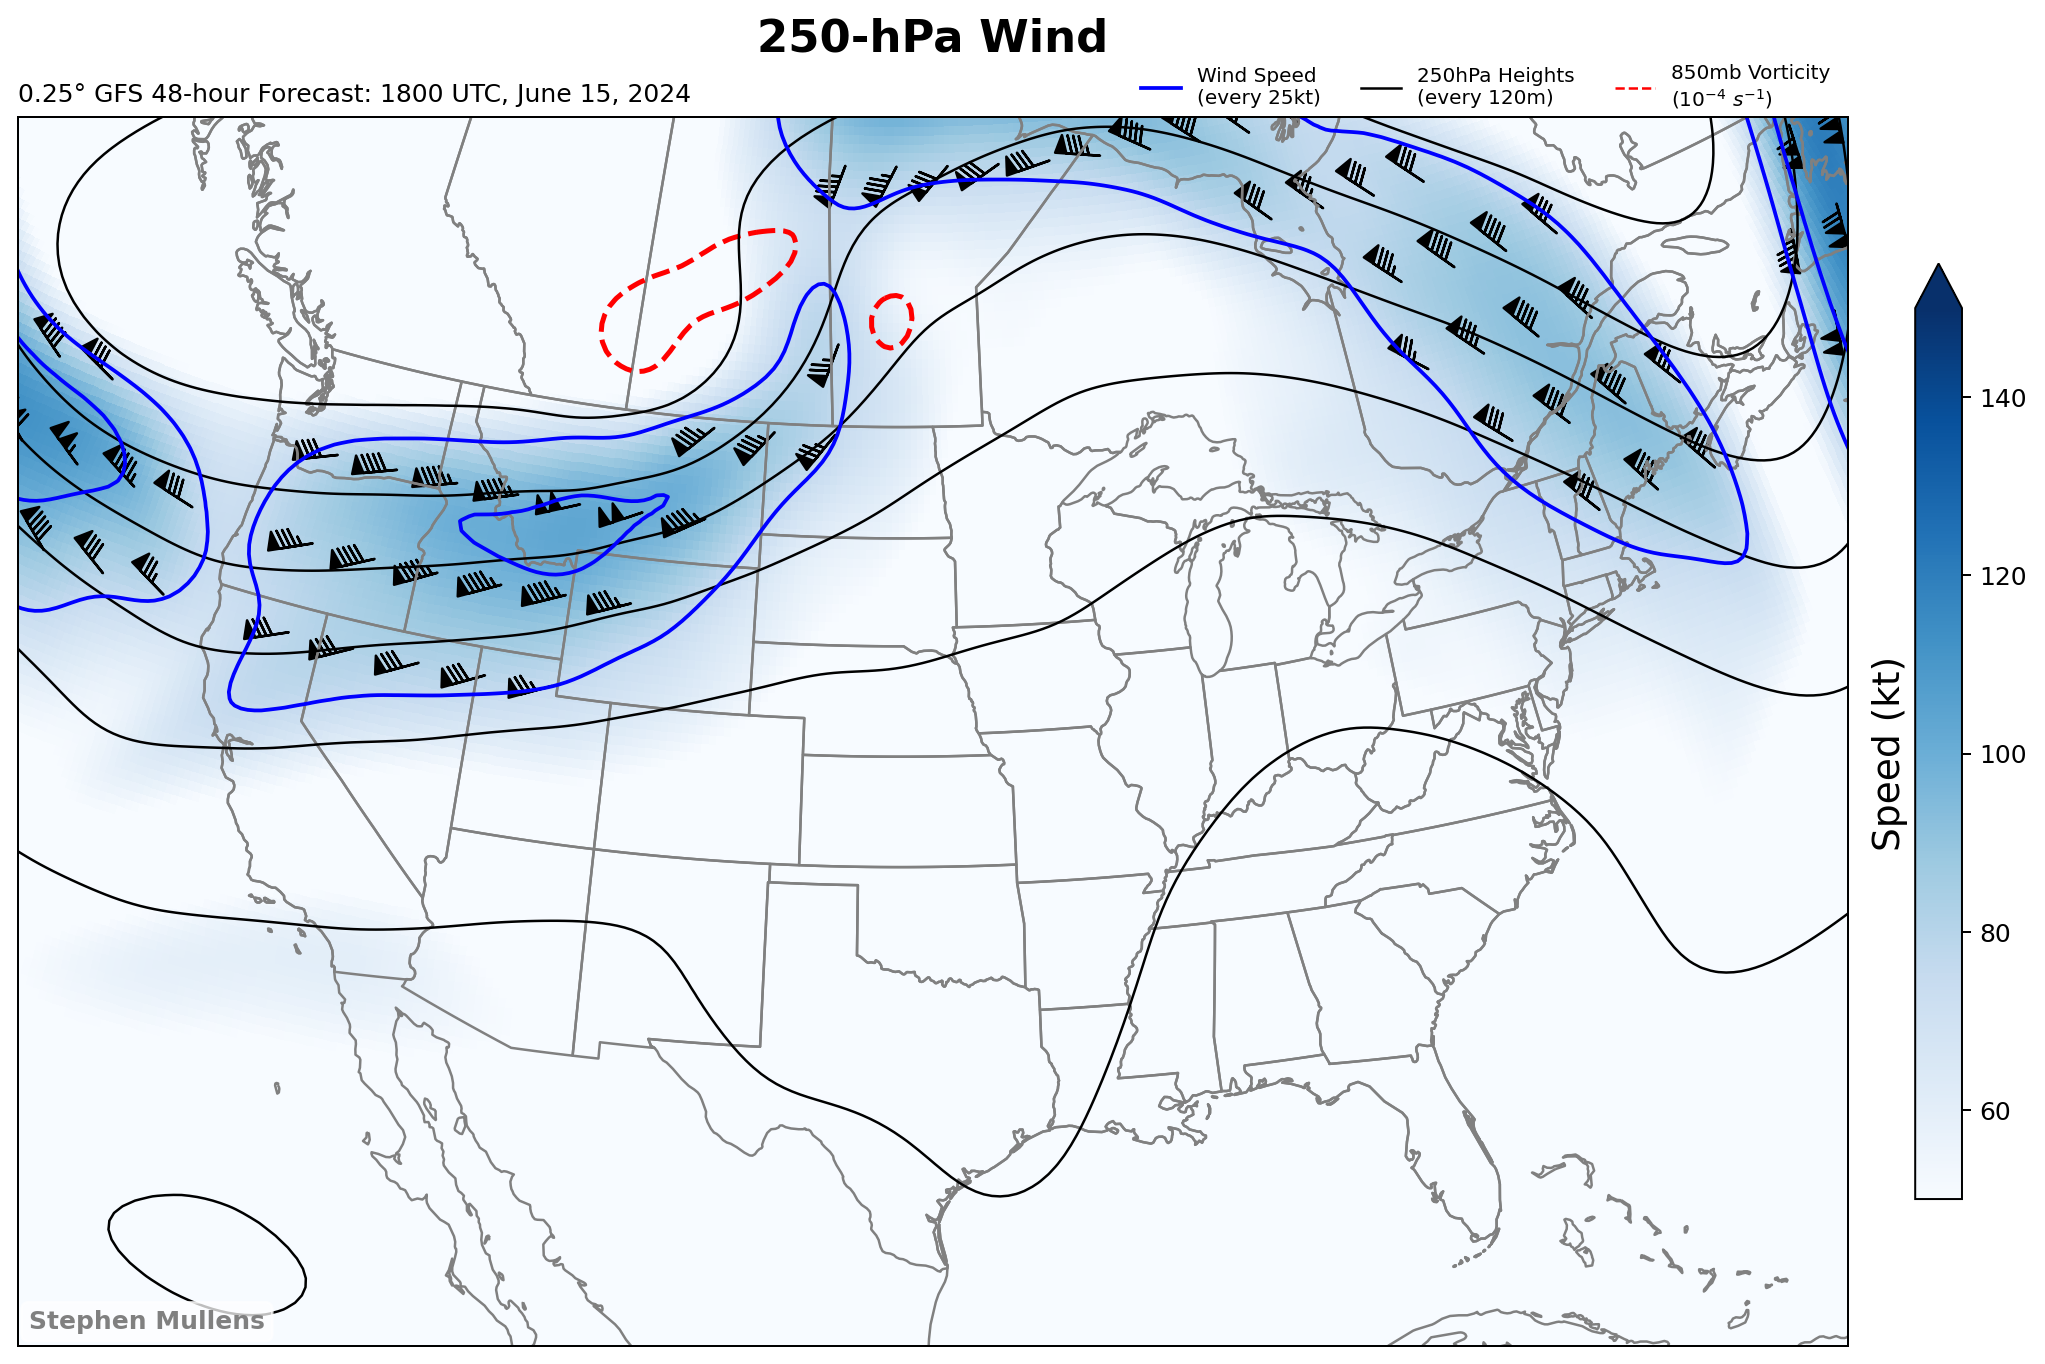 250-hPa Wind
0.25° GFS 48-hour Forecast: 1800 UTC, June 15, 2024
Wind Speed
(every 25kt)
250hPa Heights
(every 120m)
850mb Vorticity
(10⁻⁴ s⁻¹)
140
120
100
80
60
Speed (kt)
Stephen Mullens